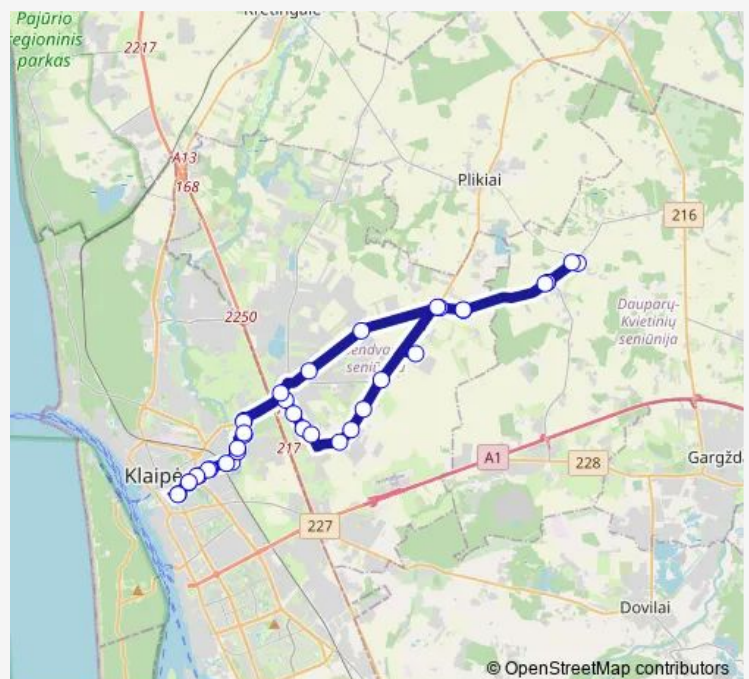 Pajūrio
regioninis
parkas
2217
A13
168
Plikiai
216
2250
Dauparų-
Kvietinių
seniūnija
217
A1
228
Gargžd
Klaipė
227
Dovilai
© OpenStreetMap contributors